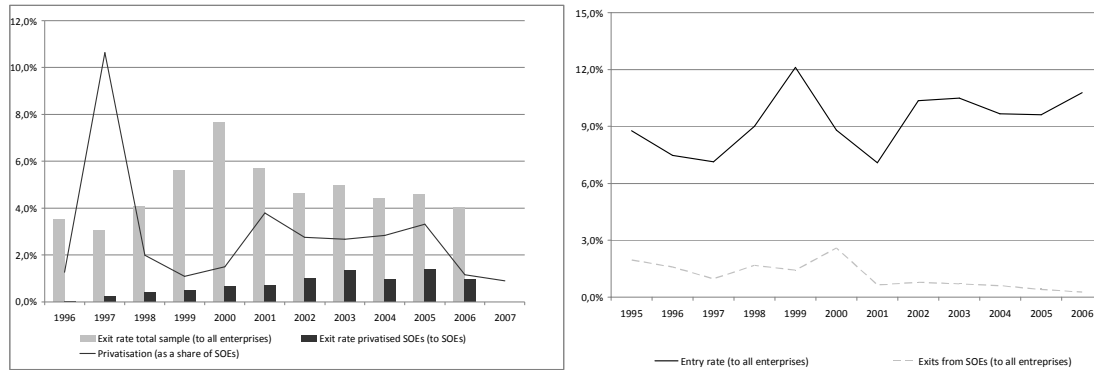 12,0%
10,0%
8,0%
6,0%
4,0%
2,0%
0,0%
1996 1997 1998 1999 2000 2001 2002 2003 2004 2005 2006 2007
Exit rate total sample (to all enterprises) Exit rate privatised SOEs (to SOEs)
Privatisation (as a share of SOEs)
15,0%
12,0%
9,0%
6,0%
3,0%
0,0%
1995 1996 1997 1998 1999 2000 2001 2002 2003 2004 2005 2006
Entry rate (to all enterprises) Exits from SOEs (to all entreprises)